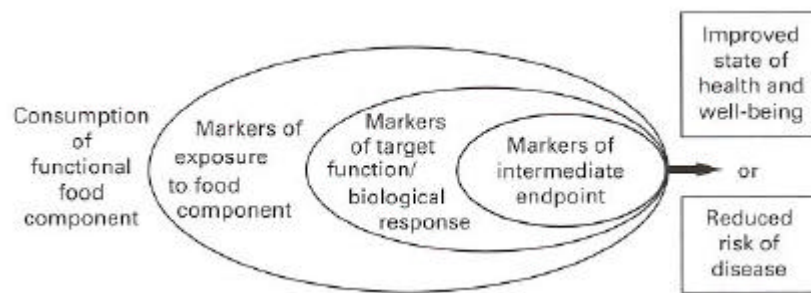 Consumption
of
functional
food
component
Markers of
exposure
to food
component
Markers
of target
function/
biological
response
Markers of
intermediate
endpoint
Improved
state of
health and
well-being
or
Reduced
risk of
disease